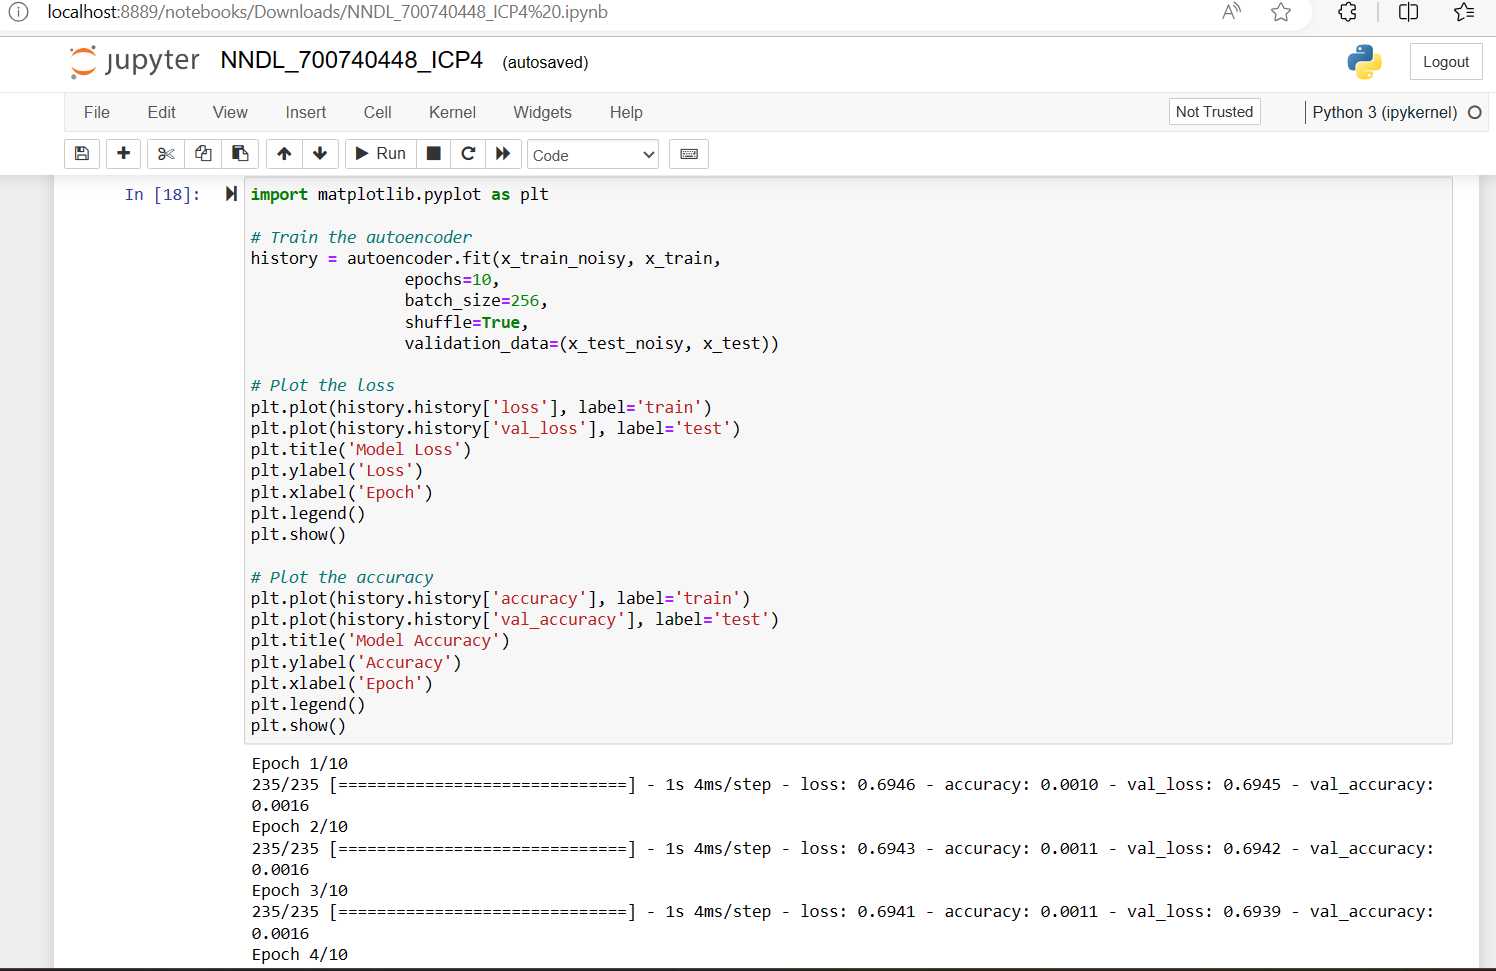 localhost:8889/notebooks/Downloads/NNDL_700740448_ICP4%20.ipynb
jupyter NNDL_700740448_ICP4 (autosaved)
Logout
File Edit View Insert Cell Kernel Widgets Help
Not Trusted
Python 3 (ipykernel)
Run
Code
In [18]:
import matplotlib.pyplot as plt

# Train the autoencoder
history = autoencoder.fit(x_train_noisy, x_train,
                epochs=10,
                batch_size=256,
                shuffle=True,
                validation_data=(x_test_noisy, x_test))

# Plot the loss
plt.plot(history.history['loss'], label='train')
plt.plot(history.history['val_loss'], label='test')
plt.title('Model Loss')
plt.ylabel('Loss')
plt.xlabel('Epoch')
plt.legend()
plt.show()

# Plot the accuracy
plt.plot(history.history['accuracy'], label='train')
plt.plot(history.history['val_accuracy'], label='test')
plt.title('Model Accuracy')
plt.ylabel('Accuracy')
plt.xlabel('Epoch')
plt.legend()
plt.show()

Epoch 1/10
235/235 [==============================] - 1s 4ms/step - loss: 0.6946 - accuracy: 0.0010 - val_loss: 0.6945 - val_accuracy:
0.0016
Epoch 2/10
235/235 [==============================] - 1s 4ms/step - loss: 0.6943 - accuracy: 0.0011 - val_loss: 0.6942 - val_accuracy:
0.0016
Epoch 3/10
235/235 [==============================] - 1s 4ms/step - loss: 0.6941 - accuracy: 0.0011 - val_loss: 0.6939 - val_accuracy:
0.0016
Epoch 4/10